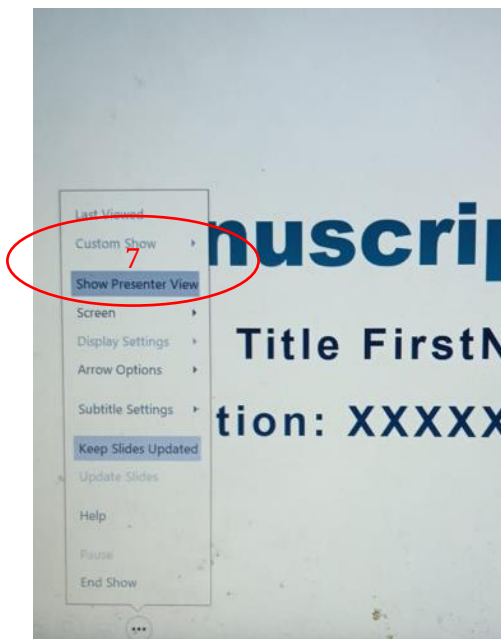 Last Viewed
Custom Show
7
Show Presenter View
Screen
Display Settings
Arrow Options
Subtitle Settings
Keep Slides Updated
Update Slides
Help
Pause
End Show
nuscrip
Title FirstN
tion: XXXXX